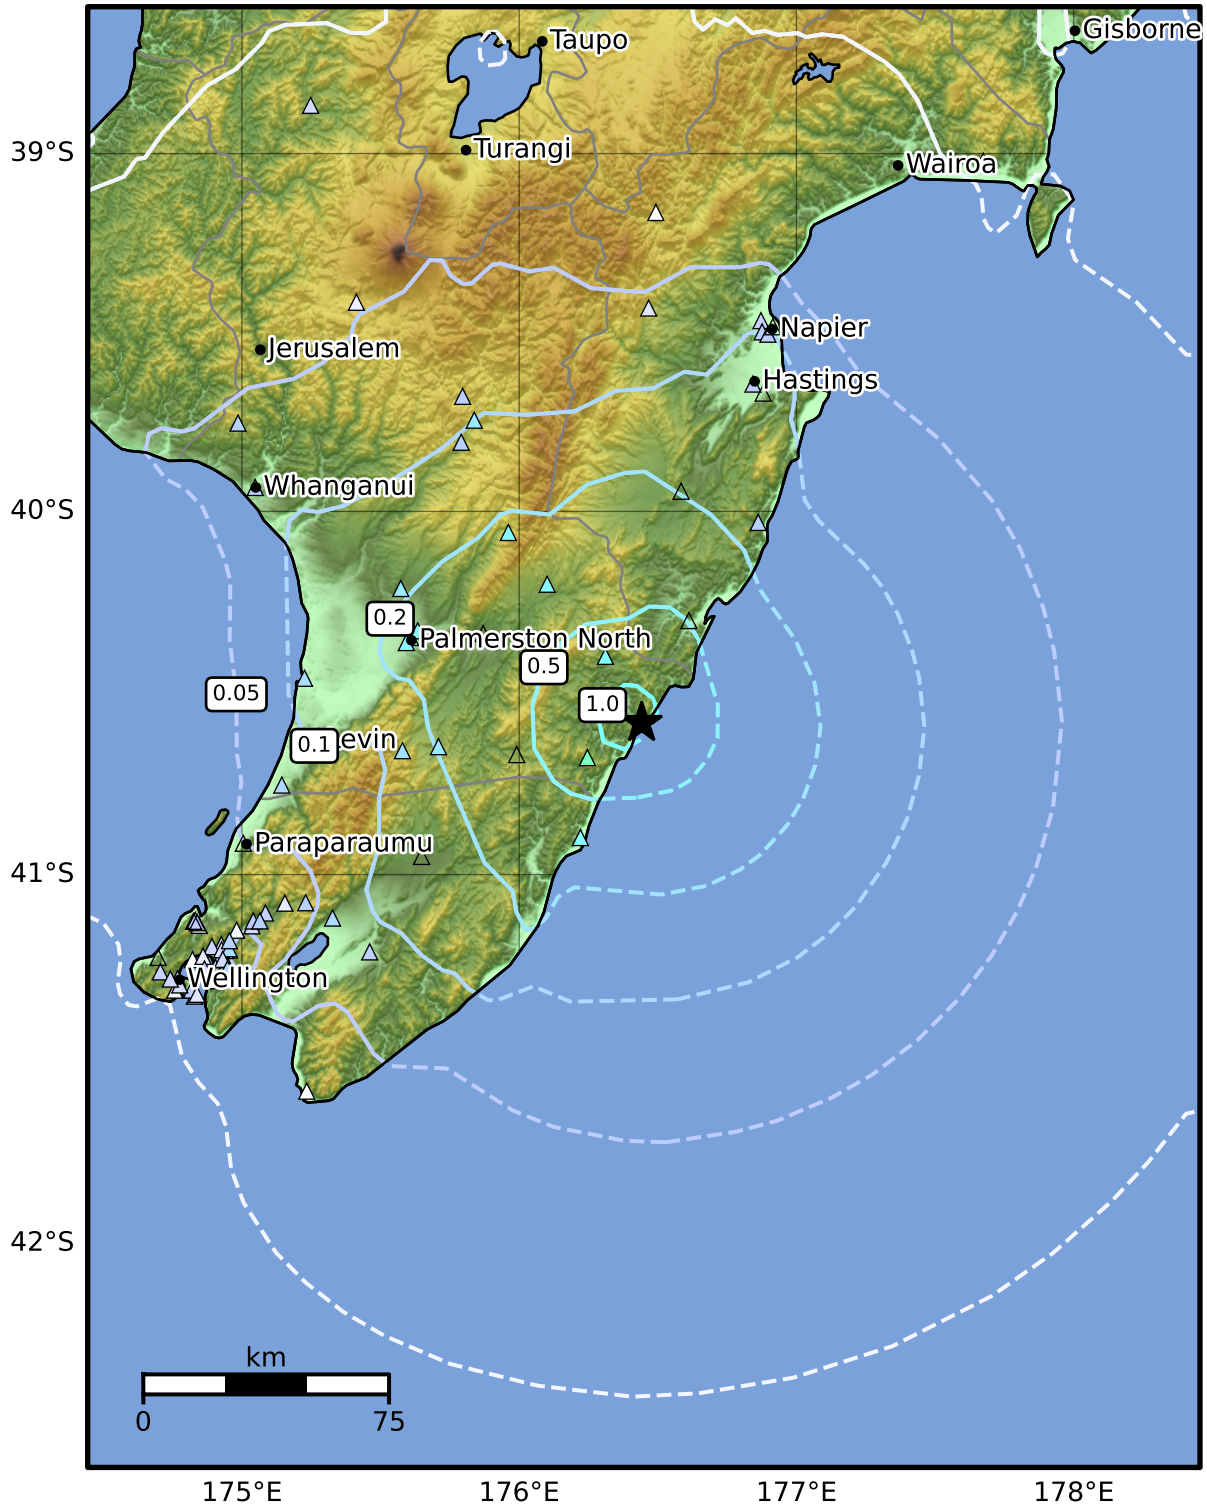 Gisborne
Taupo
Turangi
39°S
Wairoa
Napier
Jerusalem
Hastings
Whanganui
40°S
0.2
Palmerston North
0.5
0.05
1.0
0.1
evin
Paraparaumu
41°S
Wellington
42°S
km
0
75
175°E
176°E
177°E
178°E